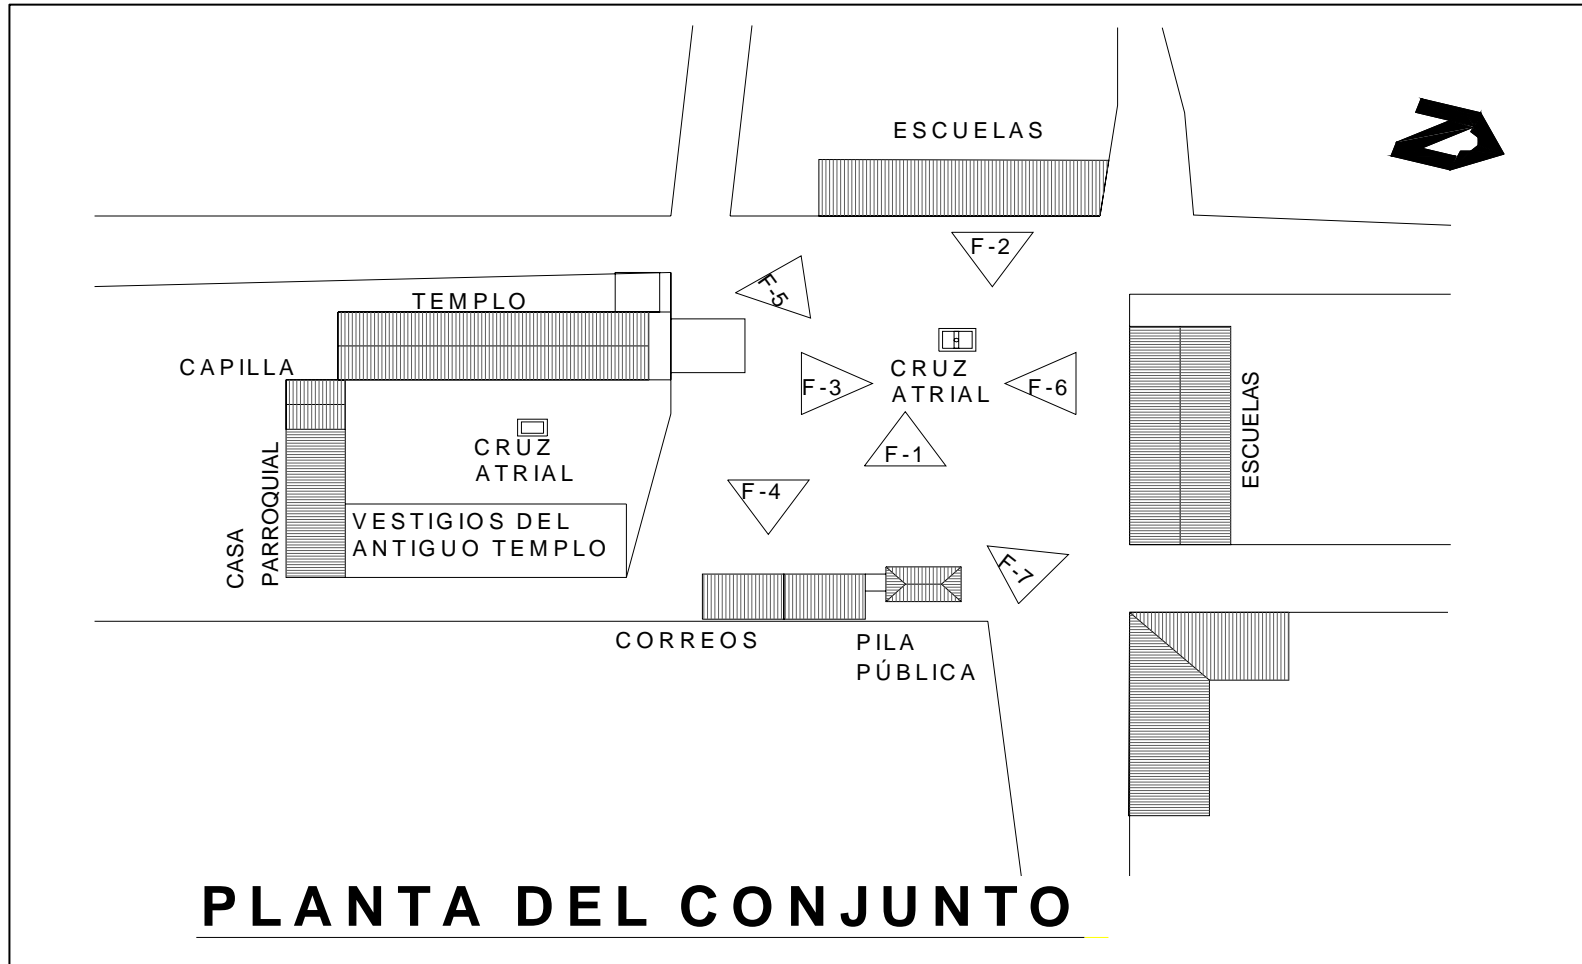 ESCUELAS
F-2
F-5
TEMPLO
CAPILLA
CRUZ
ATRIAL
F-3
F-6
F-1
CRUZ
ATRIAL
F-4
ESCUELAS
CASA
PARROQUIAL
VESTIGIOS DEL
ANTIGUO TEMPLO
F-7
CORREOS
PILA
PÚBLICA
PLANTA DEL CONJUNTO